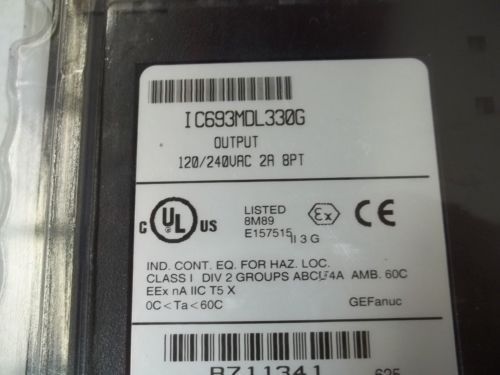 IC693MDL330G
OUTPUT
120/240VAC 2A 8PT
C UL US
LISTED
8M89
E157515
Ex
II 3 G
CE
IND. CONT. EQ. FOR HAZ. LOC.
CLASS I DIV 2 GROUPS ABCD T4A AMB. 60C
EEx nA IIC T5 X
0C<Ta<60C
GEFanuc